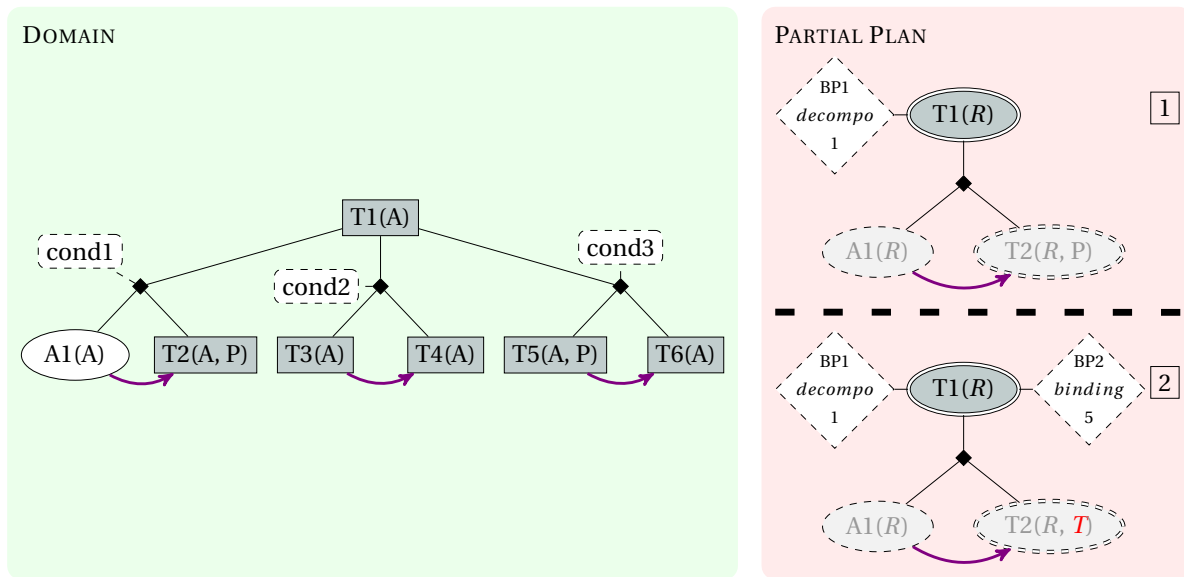 DOMAIN
T1(A)
cond1
cond2
cond3
A1(A)
T2(A, P)
T3(A)
T4(A)
T5(A, P)
T6(A)
PARTIAL PLAN
1
BP1
decompo
1
T1(R)
A1(R)
T2(R, P)
2
BP1
decompo
1
T1(R)
BP2
binding
5
A1(R)
T2(R, T)